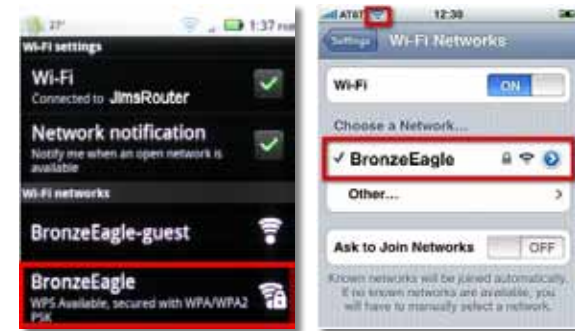 27°
1:37 PM
Wi-Fi settings
Wi-Fi
Connected to JimsRouter
Network notification
Notify me when an open network is
available
Wi-Fi networks
BronzeEagle-guest
BronzeEagle
WPS Available, secured with WPA/WPA2
PSK
AT&T
12:30
Settings
Wi-Fi Networks
Wi-Fi
ON
Choose a Network...
BronzeEagle
Other...
Ask to Join Networks
OFF
Known networks will be joined automatically.
If no known networks are available, you
will have to manually select a network.